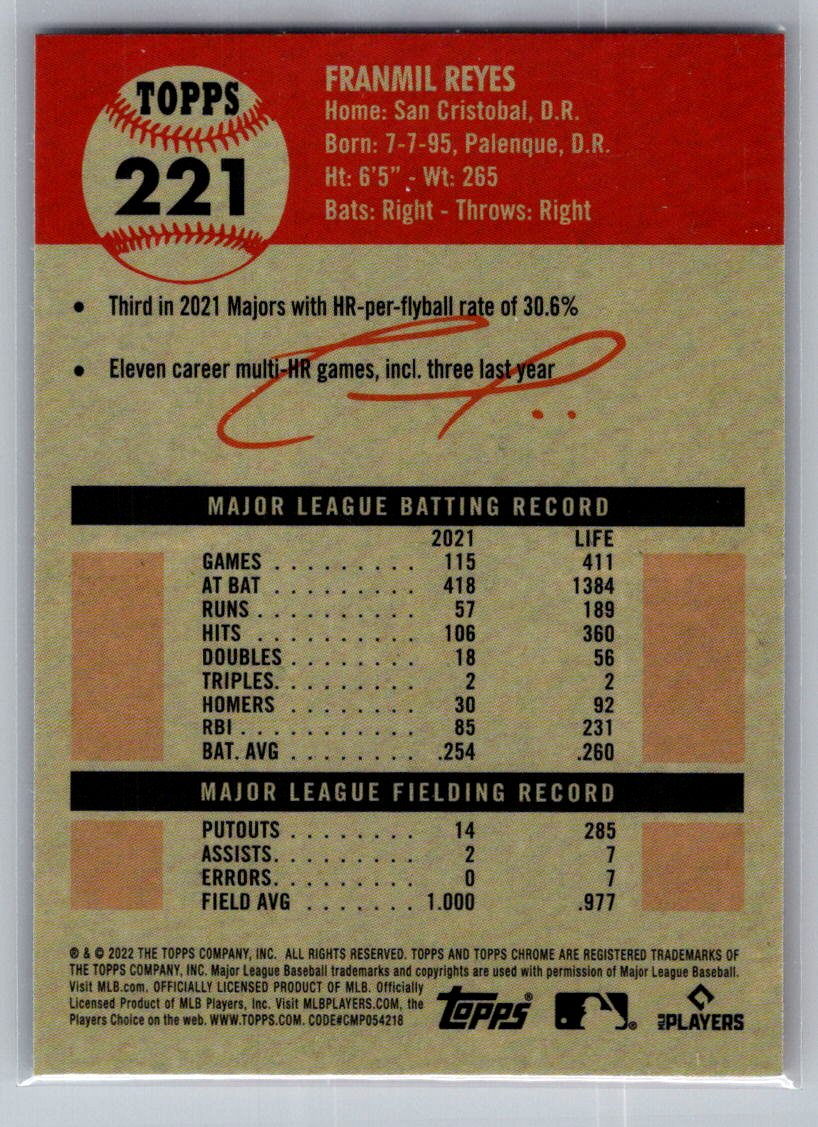 TOPPS
221
FRANMIL REYES
Home: San Cristobal, D.R.
Born: 7-7-95, Palenque, D.R.
Ht: 6'5" - Wt: 265
Bats: Right - Throws: Right
• Third in 2021 Majors with HR-per-flyball rate of 30.6%
• Eleven career multi-HR games, incl. three last year
MAJOR LEAGUE BATTING RECORD
2021 LIFE
GAMES . . . . . . . . . 115 411
AT BAT . . . . . . . . . 418 1384
RUNS . . . . . . . . . . 57 189
HITS . . . . . . . . . . 106 360
DOUBLES . . . . . . . . 18 56
TRIPLES. . . . . . . . . 2 2
HOMERS . . . . . . . . 30 92
RBI . . . . . . . . . . . 85 231
BAT. AVG . . . . . . . . .254 .260
MAJOR LEAGUE FIELDING RECORD
PUTOUTS . . . . . . . . 14 285
ASSISTS. . . . . . . . . 2 7
ERRORS. . . . . . . . . 0 7
FIELD AVG . . . . . . . 1.000 .977
® & © 2022 THE TOPPS COMPANY, INC. ALL RIGHTS RESERVED. TOPPS AND TOPPS CHROME ARE REGISTERED TRADEMARKS OF
THE TOPPS COMPANY, INC. Major League Baseball trademarks and copyrights are used with permission of Major League Baseball.
Visit MLB.com. OFFICIALLY LICENSED PRODUCT OF MLB. Officially
Licensed Product of MLB Players, Inc. Visit MLBPLAYERS.COM, the
Players Choice on the web. WWW.TOPPS.COM. CODE#CMP054218
topps®
®
MLB PLAYERS